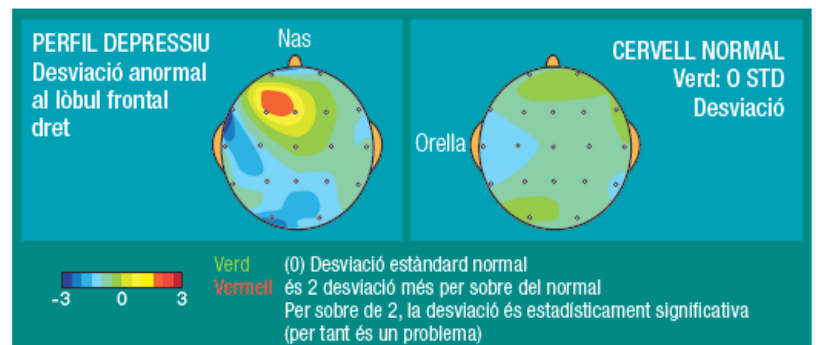 PERFIL DEPRESSIU
Desviació anormal
al lòbul frontal
dret
Nas
Orella
CERVELL NORMAL
Verd: O STD
Desviació
-3 0 3
Verd (0) Desviació estàndard normal
Vermell és 2 desviació més per sobre del normal
Per sobre de 2, la desviació és estadísticament significativa
(per tant és un problema)